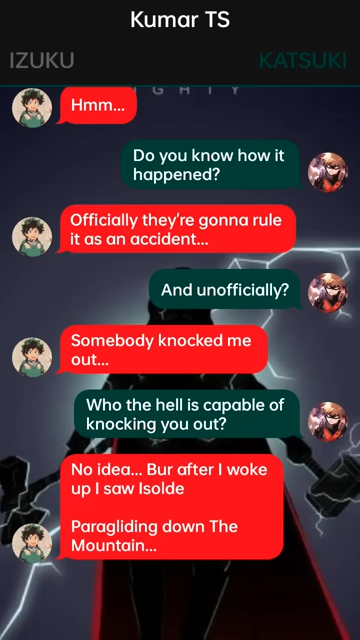 Kumar TS
IZUKU
KATSUKI
I G H T Y
Hmm...
Do you know how it
happened?
Officially they're gonna rule
it as an accident...
And unofficially?
Somebody knocked me
out...
Who the hell is capable of
knocking you out?
No idea... Bur after I woke
up I saw Isolde
Paragliding down The
Mountain...